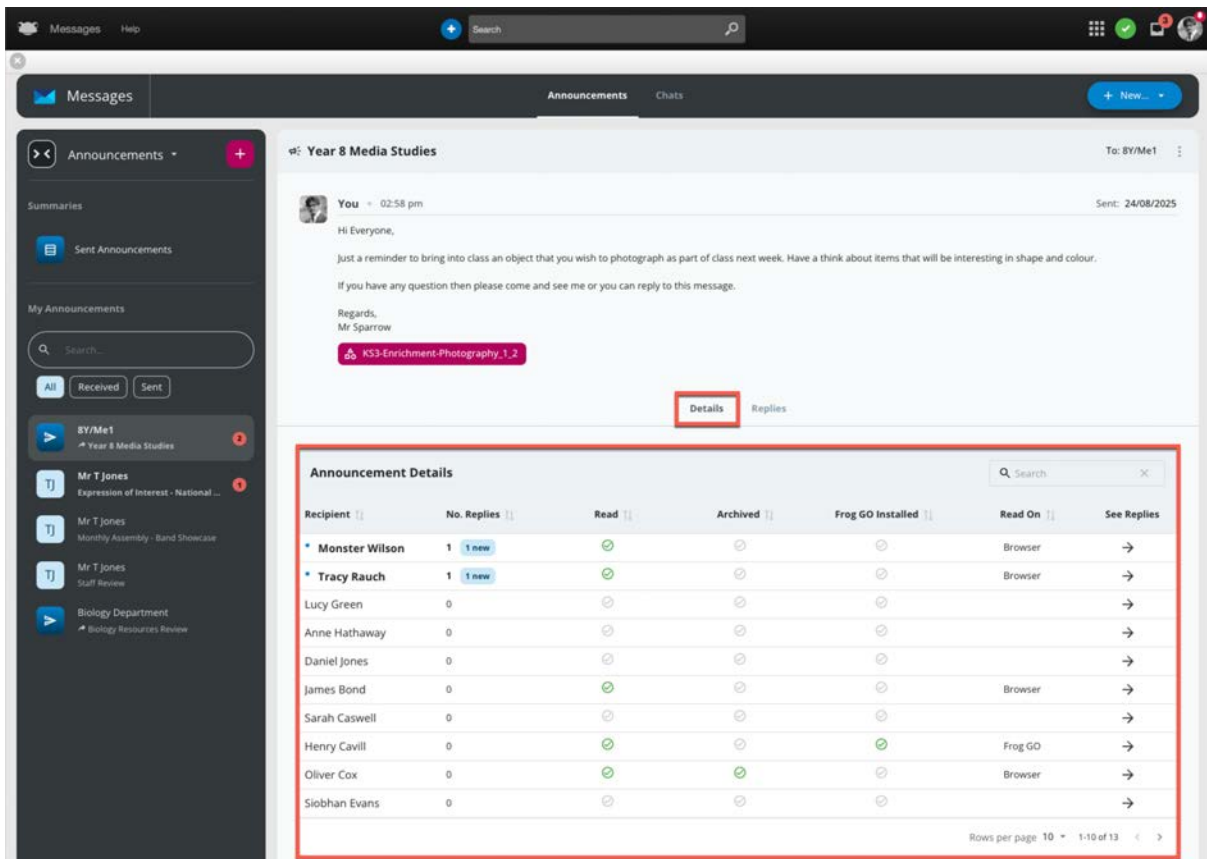 Messages Help Search 3
Messages Announcements Chats + New...
Announcements +
Summaries
Sent Announcements
My Announcements
Search...
All Received Sent
8Y/Me1
Year 8 Media Studies 2
Mr T Jones
Expression of Interest - National ... 1
Mr T Jones
Monthly Assembly - Band Showcase
Mr T Jones
Staff Review
Biology Department
Biology Resources Review
Year 8 Media Studies To: 8Y/Me1
You 02:58 pm Sent: 24/08/2025
Hi Everyone,
Just a reminder to bring into class an object that you wish to photograph as part of class next week. Have a think about items that will be interesting in shape and colour.
If you have any question then please come and see me or you can reply to this message.
Regards,
Mr Sparrow
KS3-Enrichment-Photography_1_2
Details Replies
Announcement Details Search
Recipient No. Replies Read Archived Frog GO Installed Read On See Replies
Monster Wilson 1 1 new Browser
Tracy Rauch 1 1 new Browser
Lucy Green 0
Anne Hathaway 0
Daniel Jones 0
James Bond 0 Browser
Sarah Caswell 0
Henry Cavill 0 Frog GO
Oliver Cox 0 Browser
Siobhan Evans 0
Rows per page 10 1-10 of 13